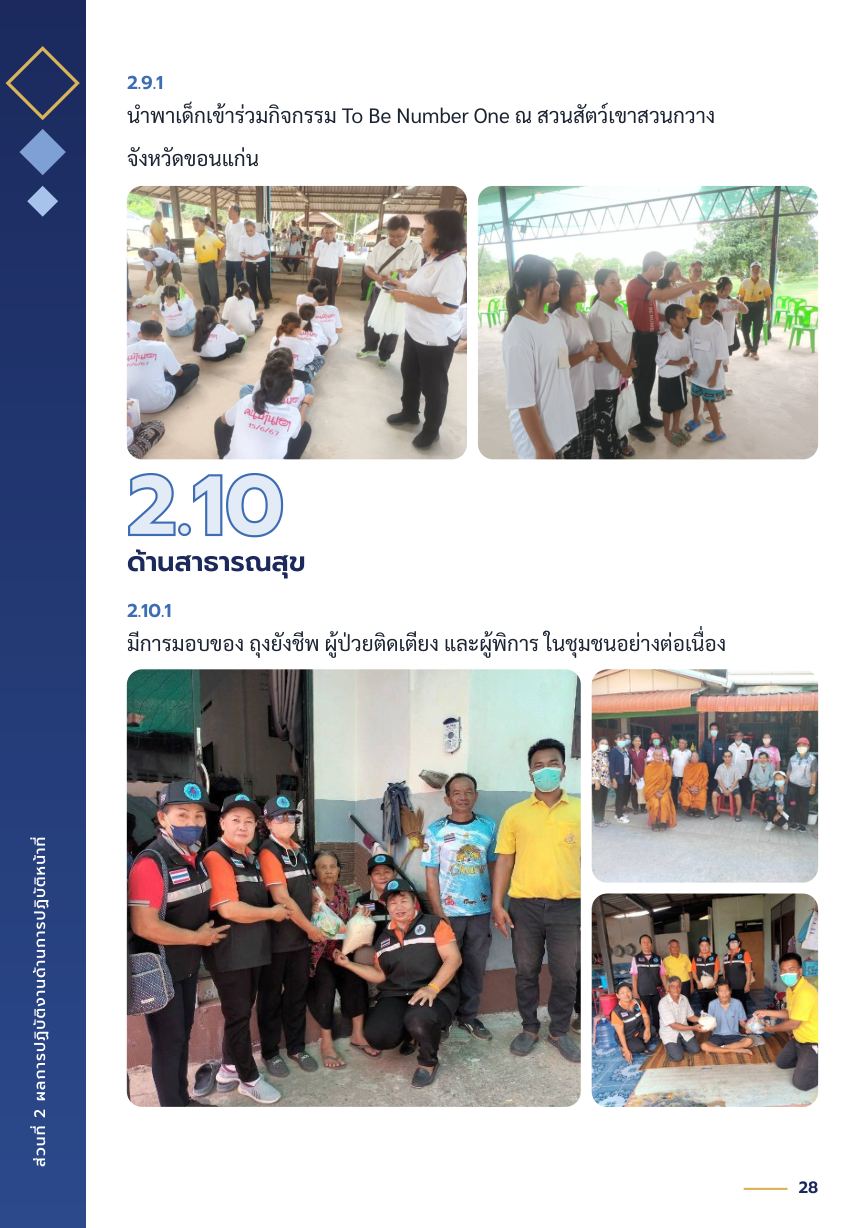 2.9.1
นำพาเด็กเข้าร่วมกิจกรรม To Be Number One ณ สวนสัตว์เขาสวนกวาง
จังหวัดขอนแก่น
15/6/67
2.10
ด้านสาธารณสุข
2.10.1
มีการมอบของ ถุงยังชีพ ผู้ป่วยติดเตียง และผู้พิการ ในชุมชนอย่างต่อเนื่อง
ส่วนที่ 2 ผลการปฏิบัติงานด้านการปฏิบัติหน้าที่
28